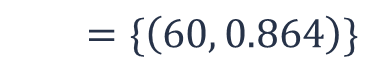 = {(60, 0.864)}